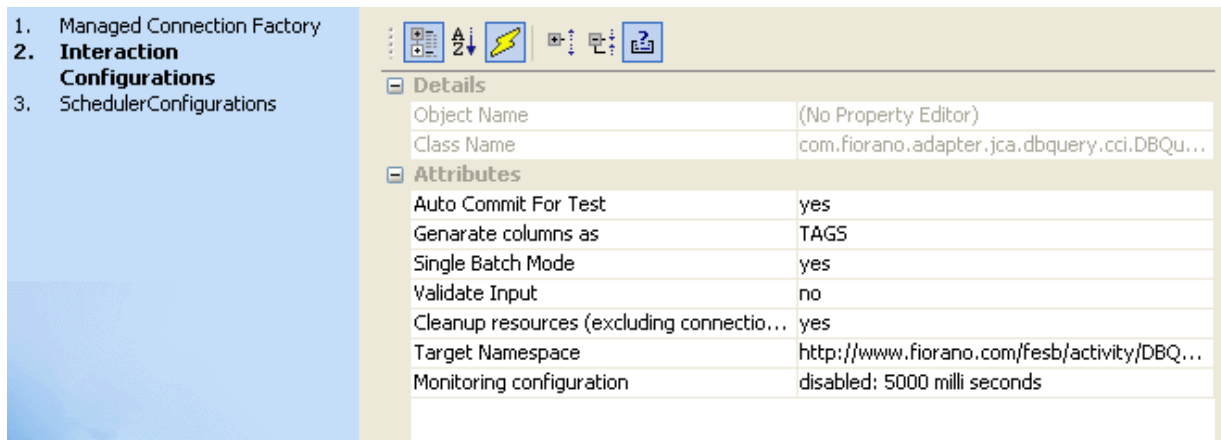 1. Managed Connection Factory
2. Interaction
Configurations
3. SchedulerConfigurations
Details
Object Name (No Property Editor)
Class Name com.fiorano.adapter.jca.dbquery.cci.DBQu...
Attributes
Auto Commit For Test yes
Genarate columns as TAGS
Single Batch Mode yes
Validate Input no
Cleanup resources (excluding connectio... yes
Target Namespace http://www.fiorano.com/fesb/activity/DBQ...
Monitoring configuration disabled: 5000 milli seconds